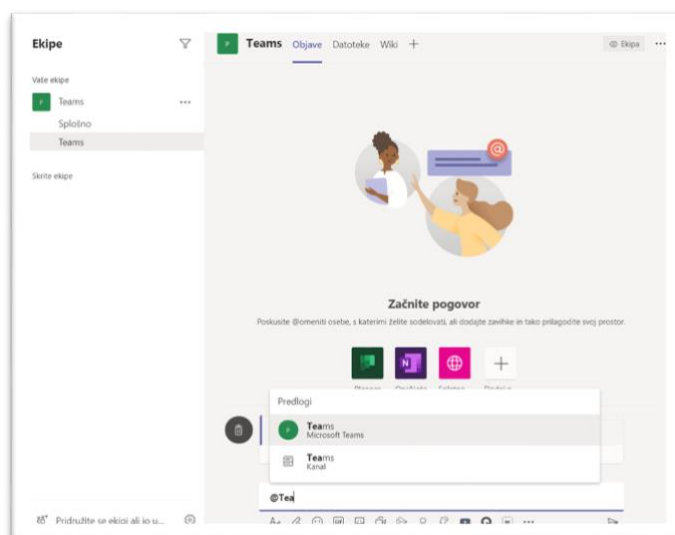 Ekipe
Vaše ekipe
Teams
Splošno
Teams
Skrite ekipe
Pridružite se ekipi ali jo u...
Teams Objave Datoteke Wiki +
Ekipa
Začnite pogovor
Poskusite @omeniti osebe, s katerimi želite sodelovati, ali dodajte zavihke in tako prilagodite svoj prostor.
Predlogi
Teams
Microsoft Teams
Teams
Kanal
@Tea